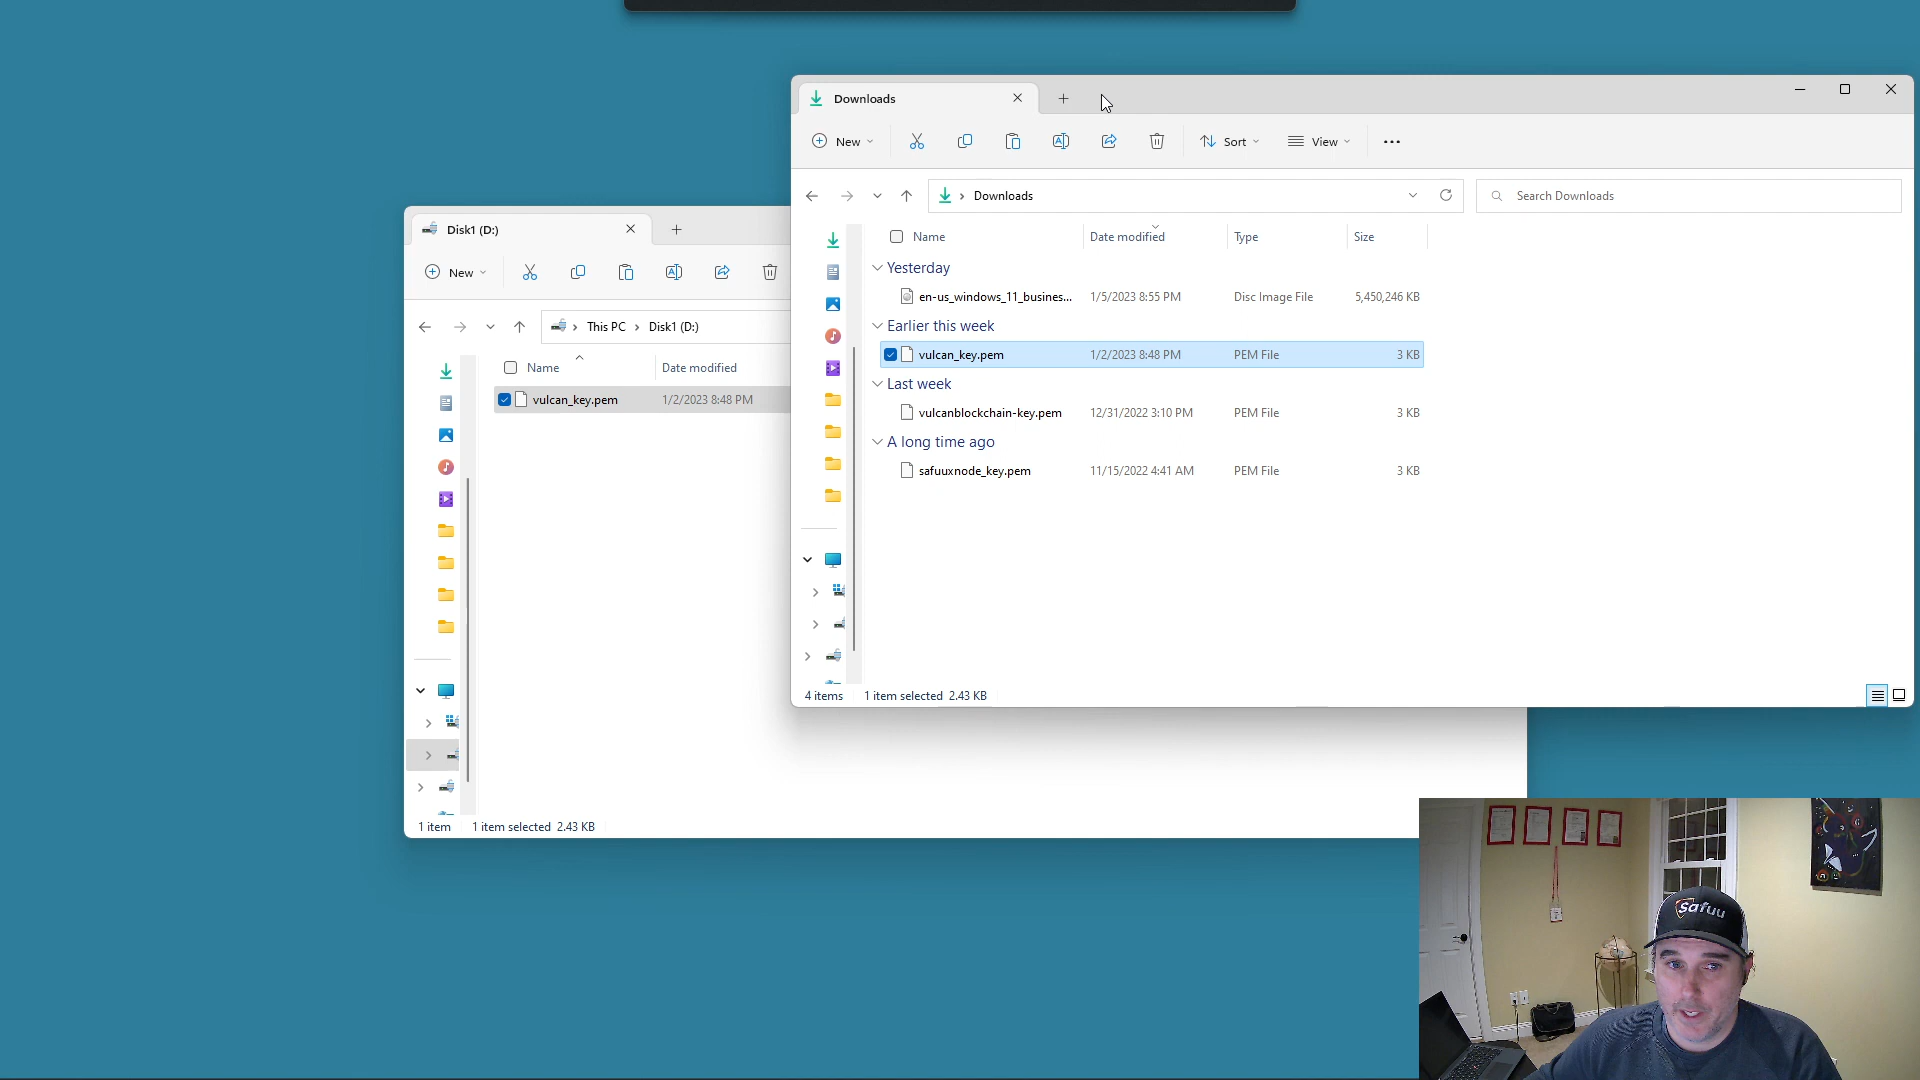 Downloads
New
Sort
View
Downloads
Search Downloads
Name
Date modified
Type
Size
Yesterday
en-us_windows_11_busines...
1/5/2023 8:55 PM
Disc Image File
5,450,246 KB
Earlier this week
vulcan_key.pem
1/2/2023 8:48 PM
PEM File
3 KB
Last week
vulcanblockchain-key.pem
12/31/2022 3:10 PM
PEM File
3 KB
A long time ago
safuuxnode_key.pem
11/15/2022 4:41 AM
PEM File
3 KB
4 items
1 item selected 2.43 KB
Disk1 (D:)
New
This PC
Disk1 (D:)
Name
Date modified
vulcan_key.pem
1/2/2023 8:48 PM
1 item
1 item selected 2.43 KB
Safuu